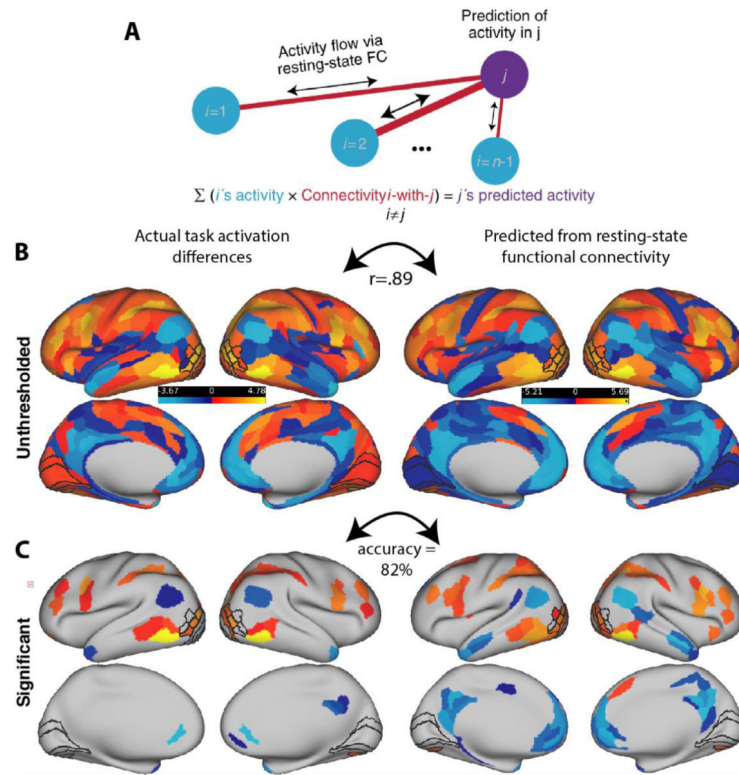 A
Prediction of
activity in j
Activity flow via
resting-state FC
j
i=1
i=2
...
i=n-1
Σ (i´s activity × Connectivity i-with-j) = j´s predicted activity
i≠j
Actual task activation
differences
Predicted from resting-state
functional connectivity
B
r=.89
Unthresholded
-3.67 0 4.78
-5.21 0 5.69
C
accuracy =
82%
Significant